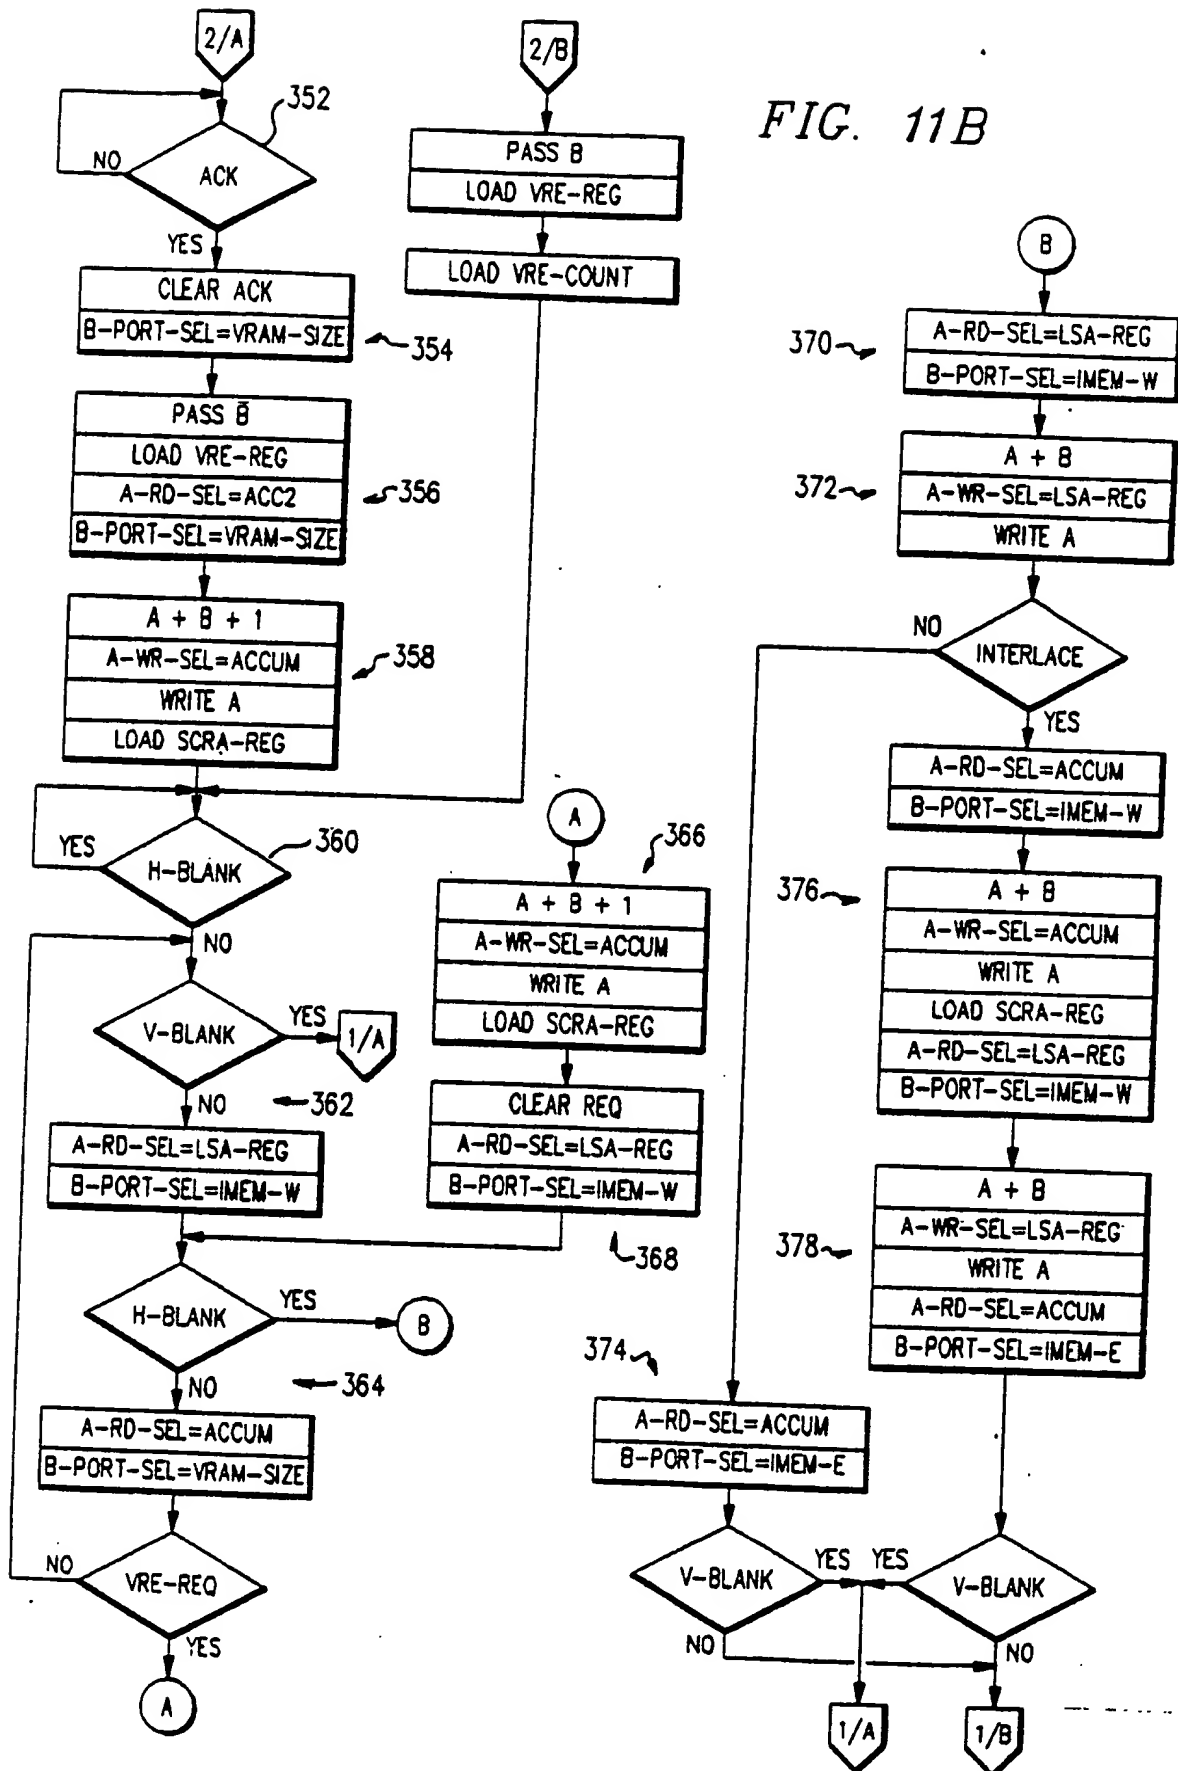 2/A
352
NO
ACK
YES
CLEAR ACK
B-PORT-SEL=VRAM-SIZE
354
PASS B̅
LOAD VRE-REG
A-RD-SEL=ACC2
B-PORT-SEL=VRAM-SIZE
356
A + B + 1
A-WR-SEL=ACCUM
WRITE A
LOAD SCRA-REG
358
YES
H-BLANK
360
NO
V-BLANK
YES
1/A
NO
362
A-RD-SEL=LSA-REG
B-PORT-SEL=IMEM-W
H-BLANK
YES
B
NO
364
A-RD-SEL=ACCUM
B-PORT-SEL=VRAM-SIZE
NO
VRE-REQ
YES
A
2/B
PASS B
LOAD VRE-REG
LOAD VRE-COUNT
A
366
A + B + 1
A-WR-SEL=ACCUM
WRITE A
LOAD SCRA-REG
CLEAR REQ
A-RD-SEL=LSA-REG
B-PORT-SEL=IMEM-W
368
FIG. 11B
B
370
A-RD-SEL=LSA-REG
B-PORT-SEL=IMEM-W
372
A + B
A-WR-SEL=LSA-REG
WRITE A
NO
INTERLACE
YES
A-RD-SEL=ACCUM
B-PORT-SEL=IMEM-W
376
A + B
A-WR-SEL=ACCUM
WRITE A
LOAD SCRA-REG
A-RD-SEL=LSA-REG
B-PORT-SEL=IMEM-W
378
A + B
A-WR-SEL=LSA-REG
WRITE A
A-RD-SEL=ACCUM
B-PORT-SEL=IMEM-E
374
A-RD-SEL=ACCUM
B-PORT-SEL=IMEM-E
V-BLANK
YES
YES
V-BLANK
NO
NO
1/A
1/B